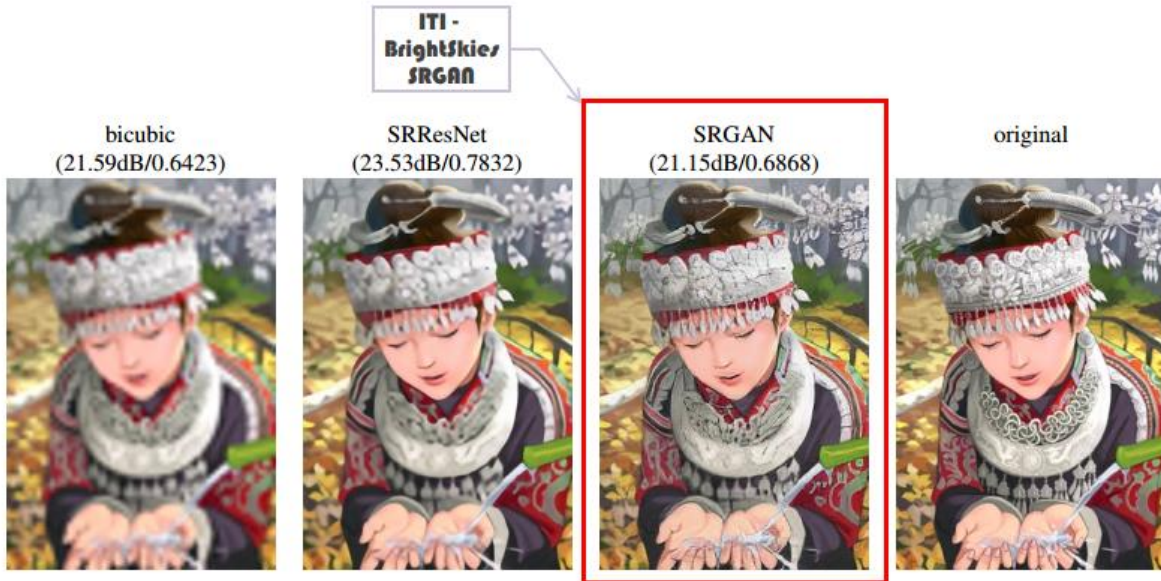 ITI -
BrightSkies
SRGAN
bicubic
(21.59dB/0.6423)
SRResNet
(23.53dB/0.7832)
SRGAN
(21.15dB/0.6868)
original